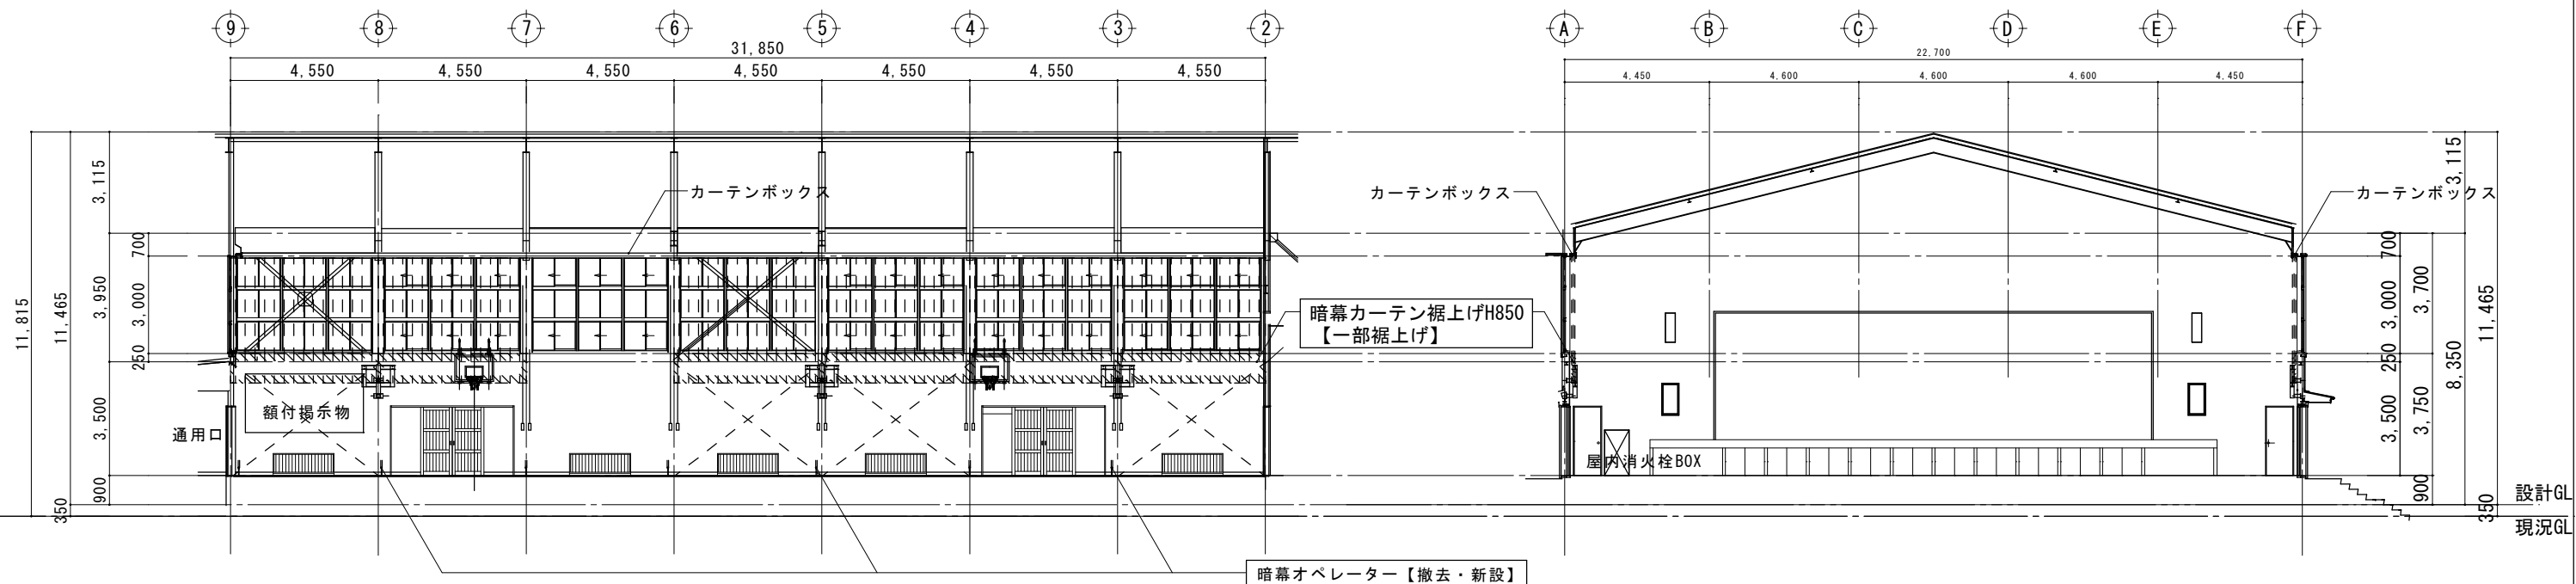 9 8 7 6 5 4 3 2 A B C D E F
31,850
22,700
4,550 4,550 4,550 4,550 4,550 4,550 4,550
4,450 4,600 4,600 4,600 4,450
11,815
11,465
3,115
3,950
3,500
900
350
700
3,000
250
カーテンボックス
カーテンボックス
カーテンボックス
暗幕カーテン裾上げH850
【一部裾上げ】
額付掲示物
通用口
屋内消火栓BOX
暗幕オペレーター【撤去・新設】
700
3,000
250
3,500
3,700
3,750
900
3,115
8,350
11,465
350
設計GL
現況GL